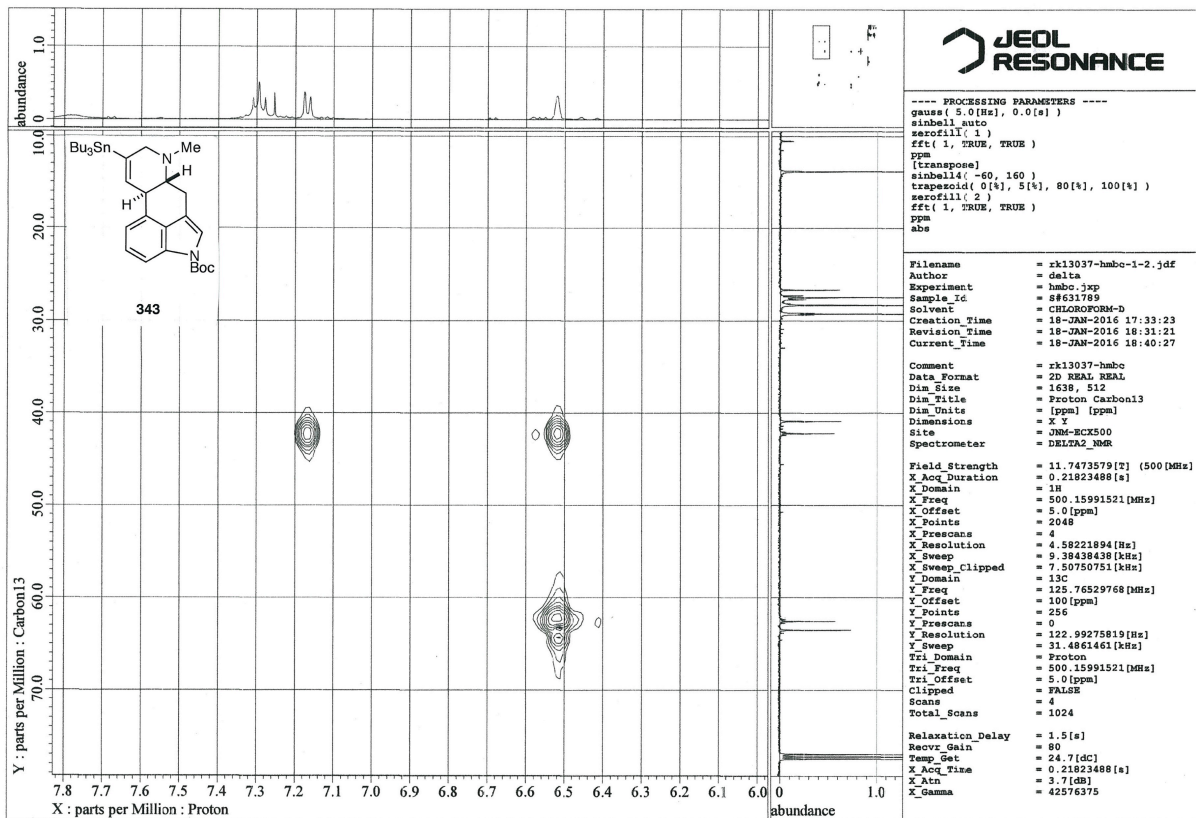 abundance
0 1.0
10.0 20.0 30.0 40.0 50.0 60.0 70.0
Y : parts per Million : Carbon13
Bu3Sn
N
Me
H
H
N
Boc
343
7.8 7.7 7.6 7.5 7.4 7.3 7.2 7.1 7.0 6.9 6.8 6.7 6.6 6.5 6.4 6.3 6.2 6.1 6.0
X : parts per Million : Proton
0 1.0
abundance
JEOL
RESONANCE
---- PROCESSING PARAMETERS ----
gauss( 5.0[Hz], 0.0[s] )
sinbell_auto
zerofill( 1 )
fft( 1, TRUE, TRUE )
ppm
[transpose]
sinbell4( -60, 160 )
trapezoid( 0[%], 5[%], 80[%], 100[%] )
zerofill( 2 )
fft( 1, TRUE, TRUE )
ppm
abs
Filename = rk13037-hmbc-1-2.jdf
Author = delta
Experiment = hmbc.jxp
Sample_Id = S#631789
Solvent = CHLOROFORM-D
Creation_Time = 18-JAN-2016 17:33:23
Revision_Time = 18-JAN-2016 18:31:21
Current_Time = 18-JAN-2016 18:40:27
Comment = rk13037-hmbc
Data_Format = 2D REAL REAL
Dim_Size = 1638, 512
Dim_Title = Proton Carbon13
Dim_Units = [ppm] [ppm]
Dimensions = X Y
Site = JNM-ECX500
Spectrometer = DELTA2_NMR
Field_Strength = 11.7473579[T] (500[MHz]
X_Acq_Duration = 0.21823488[s]
X_Domain = 1H
X_Freq = 500.15991521[MHz]
X_Offset = 5.0[ppm]
X_Points = 2048
X_Prescans = 4
X_Resolution = 4.58221894[Hz]
X_Sweep = 9.38438438[kHz]
X_Sweep_Clipped = 7.50750751[kHz]
Y_Domain = 13C
Y_Freq = 125.76529768[MHz]
Y_Offset = 100[ppm]
Y_Points = 256
Y_Prescans = 0
Y_Resolution = 122.99275819[Hz]
Y_Sweep = 31.4861461[kHz]
Tri_Domain = Proton
Tri_Freq = 500.15991521[MHz]
Tri_Offset = 5.0[ppm]
Clipped = FALSE
Scans = 4
Total_Scans = 1024
Relaxation_Delay = 1.5[s]
Recvr_Gain = 80
Temp_Get = 24.7[dC]
X_Acq_Time = 0.21823488[s]
X_Atn = 3.7[dB]
X_Gamma = 42576375